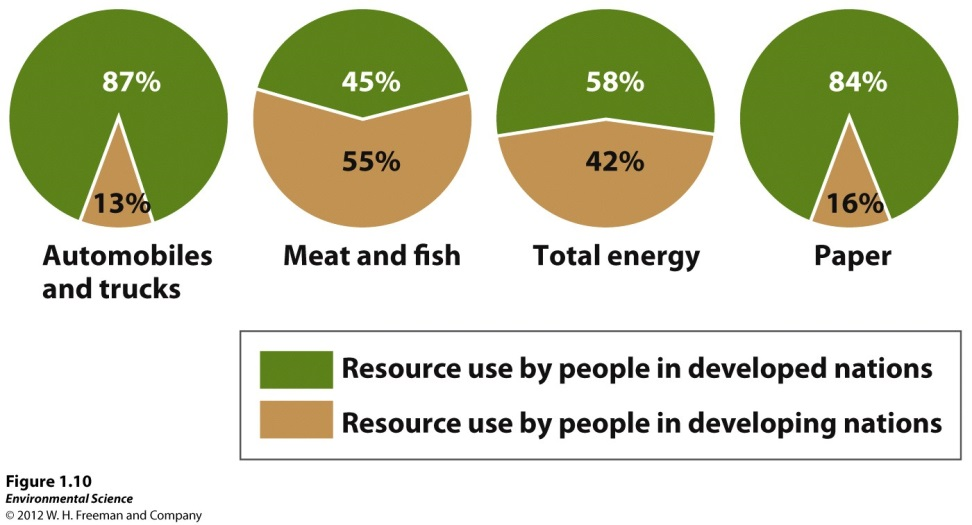 87%
13%
Automobiles
and trucks
45%
55%
Meat and fish
58%
42%
Total energy
84%
16%
Paper
Resource use by people in developed nations
Resource use by people in developing nations
Figure 1.10
Environmental Science
© 2012 W. H. Freeman and Company